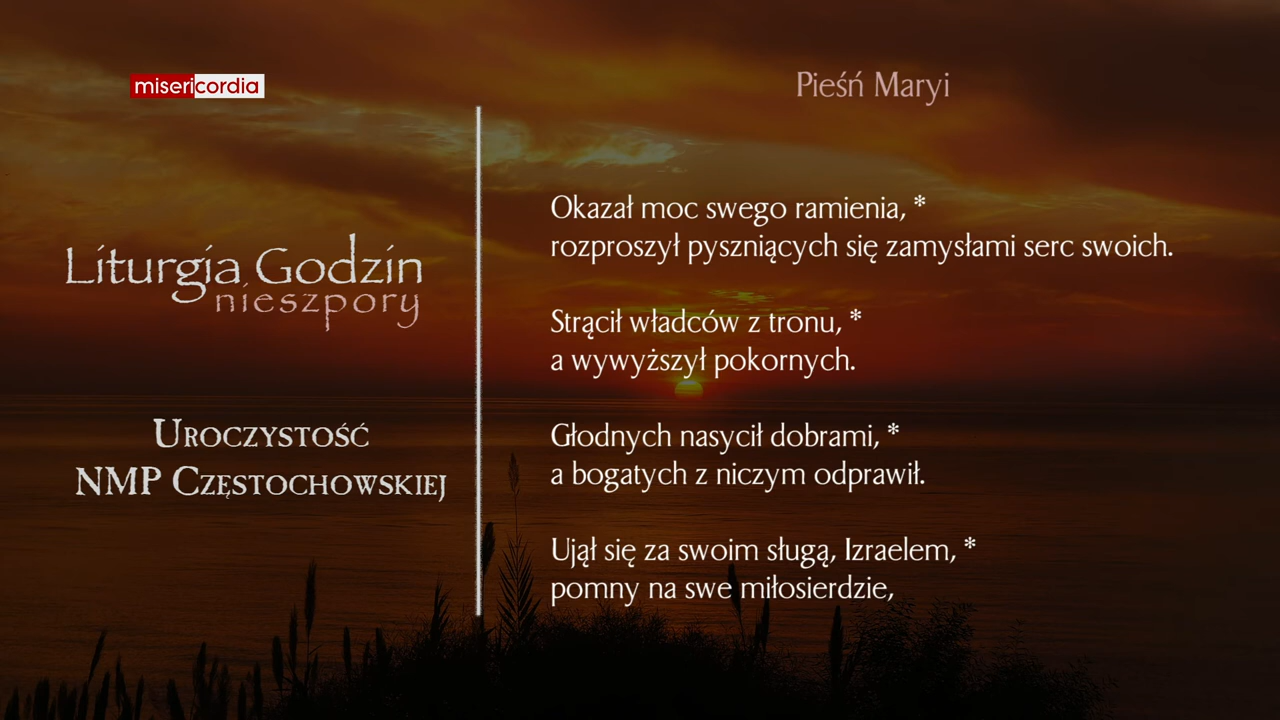 misericordia
Pieśń Maryi
Liturgia Godzin
nieszpory
Uroczystość
NMP Częstochowskiej
Okazał moc swego ramienia, *
rozproszył pyszniących się zamysłami serc swoich.
Strącił władców z tronu, *
a wywyższył pokornych.
Głodnych nasycił dobrami, *
a bogatych z niczym odprawił.
Ujął się za swoim sługą, Izraelem, *
pomny na swe miłosierdzie,